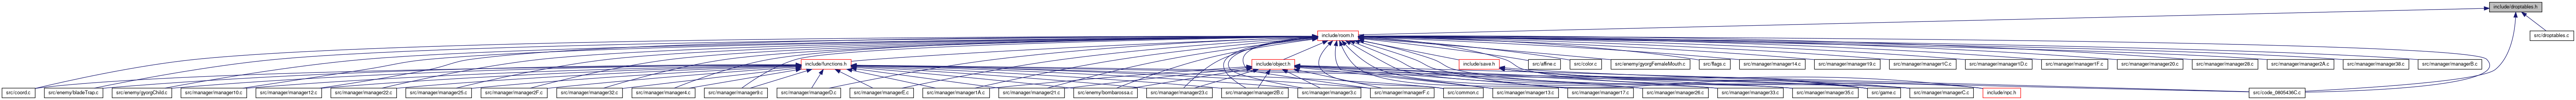 include/droptables.h
include/room.h
src/droptables.c
include/functions.h
include/object.h
include/save.h
src/affine.c
src/color.c
src/enemy/gyorgFemaleMouth.c
src/flags.c
src/manager/manager14.c
src/manager/manager19.c
src/manager/manager1C.c
src/manager/manager1D.c
src/manager/manager1F.c
src/manager/manager20.c
src/manager/manager28.c
src/manager/manager2A.c
src/manager/manager36.c
src/manager/managerB.c
src/coord.c
src/enemy/bladeTrap.c
src/enemy/gyorgChild.c
src/manager/manager10.c
src/manager/manager12.c
src/manager/manager22.c
src/manager/manager25.c
src/manager/manager2F.c
src/manager/manager32.c
src/manager/manager4.c
src/manager/manager9.c
src/manager/managerD.c
src/manager/managerE.c
src/manager/manager1A.c
src/manager/manager21.c
src/enemy/bombarossa.c
src/manager/manager23.c
src/manager/manager2B.c
src/manager/manager3.c
src/manager/managerF.c
src/common.c
src/manager/manager13.c
src/manager/manager17.c
src/manager/manager26.c
src/manager/manager33.c
src/manager/manager35.c
src/game.c
src/manager/managerC.c
include/npc.h
src/code_0805436C.c